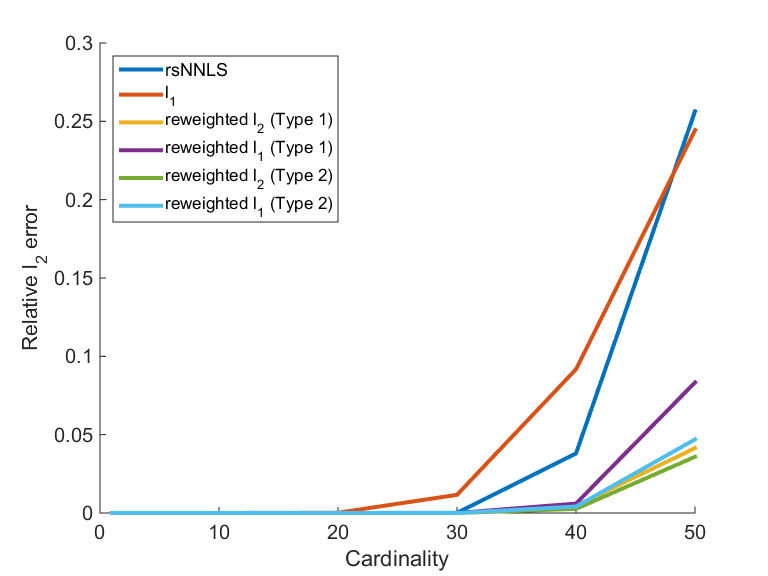 0.3
0.25
0.2
0.15
0.1
0.05
0
0
10
20
30
40
50
Relative l2 error
Cardinality
rsNNLS
l1
reweighted l2 (Type 1)
reweighted l1 (Type 1)
reweighted l2 (Type 2)
reweighted l1 (Type 2)